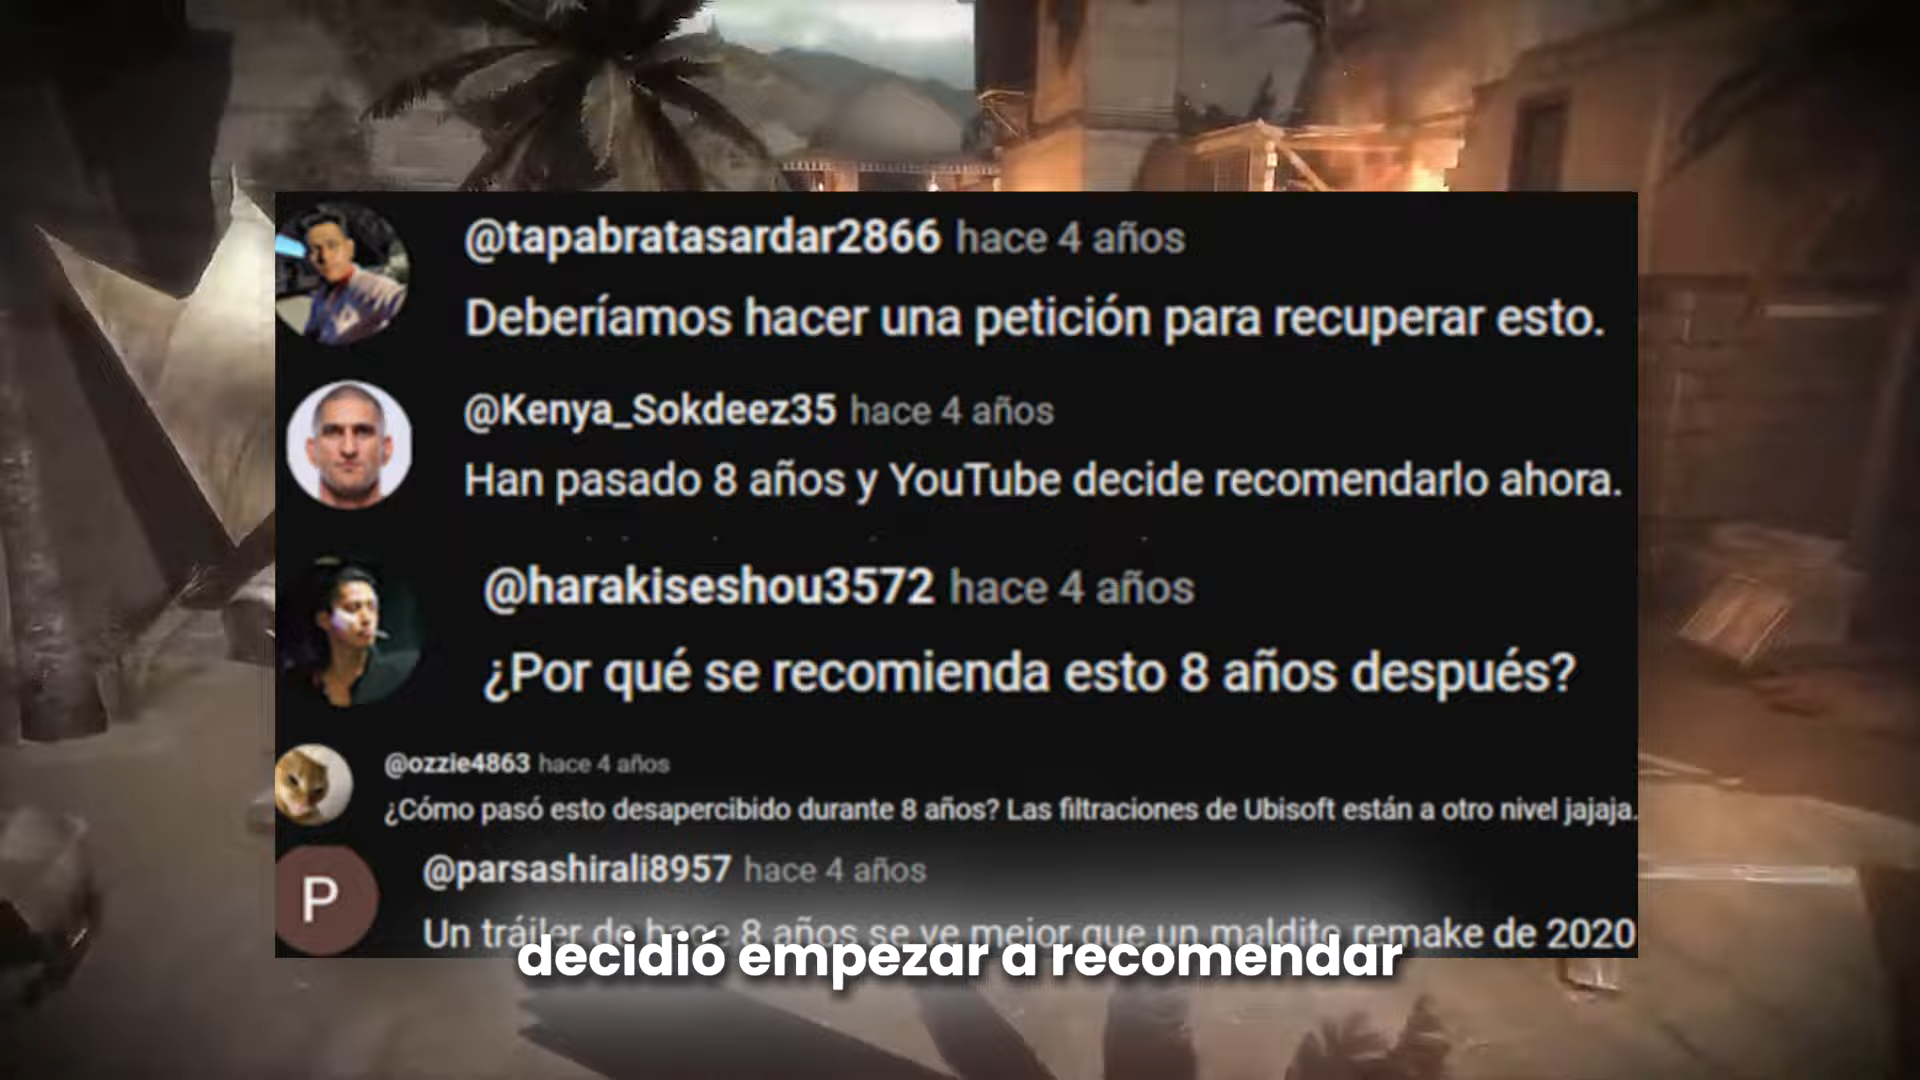 @tapabratasardar2866 hace 4 años
Deberíamos hacer una petición para recuperar esto.
@Kenya_Sokdeez35 hace 4 años
Han pasado 8 años y YouTube decide recomendarlo ahora.
@harakiseshou3572 hace 4 años
¿Por qué se recomienda esto 8 años después?
@ozzie4863 hace 4 años
¿Cómo pasó esto desapercibido durante 8 años? Las filtraciones de Ubisoft están a otro nivel jajaja.
P
@parsashirali8957 hace 4 años
Un tráiler de hace 8 años se ve mejor que un maldito remake de 2020
decidió empezar a recomendar